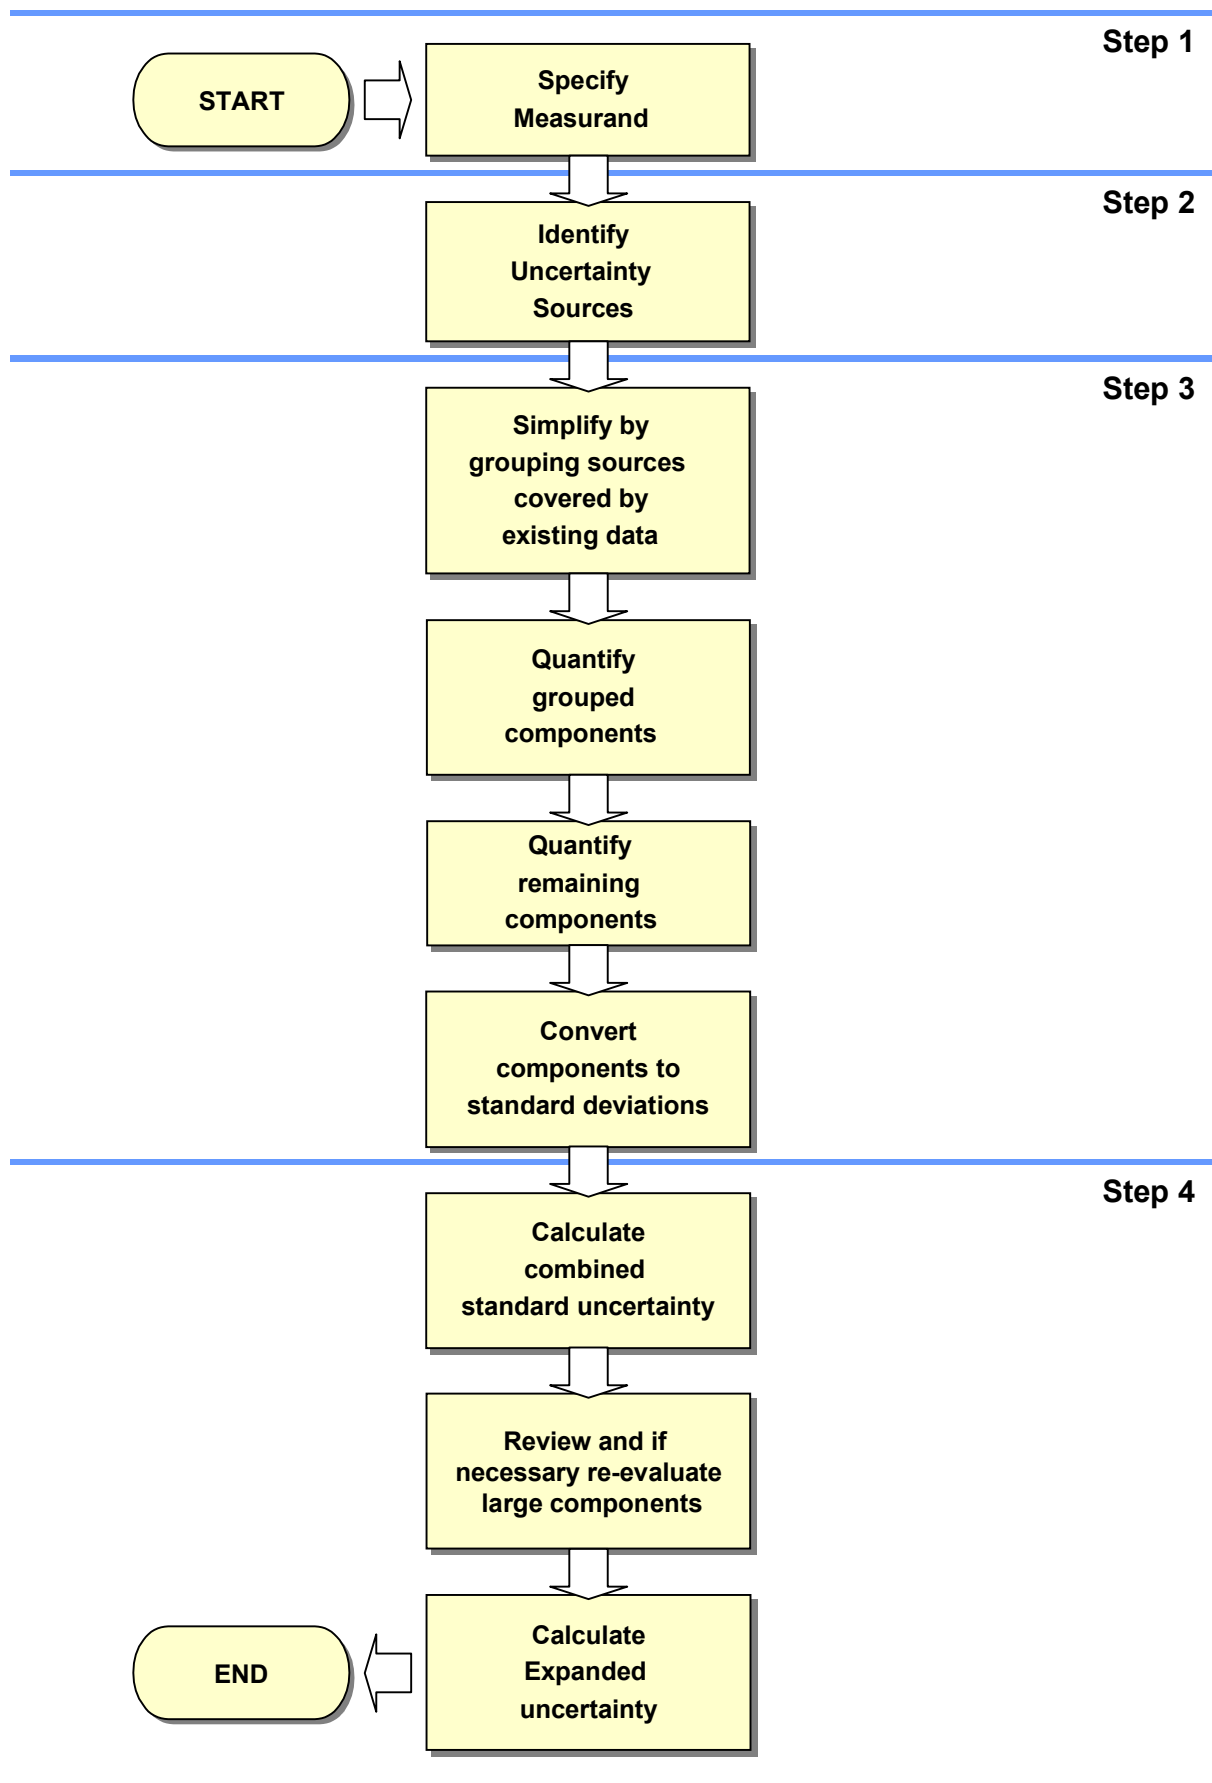 Step 1
START
Specify
Measurand
Step 2
Identify
Uncertainty
Sources
Step 3
Simplify by
grouping sources
covered by
existing data
Quantify
grouped
components
Quantify
remaining
components
Convert
components to
standard deviations
Step 4
Calculate
combined
standard uncertainty
Review and if
necessary re-evaluate
large components
Calculate
Expanded
uncertainty
END